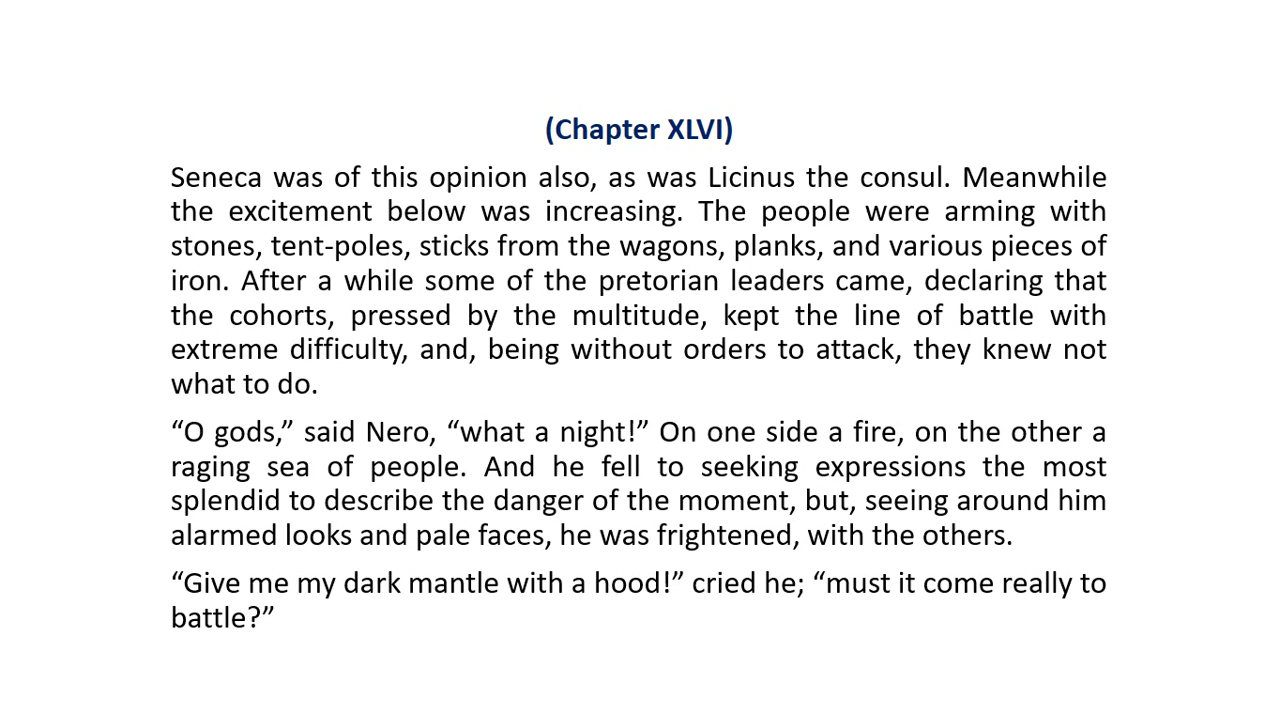 (Chapter XLVI)
Seneca was of this opinion also, as was Licinus the consul. Meanwhile
the excitement below was increasing. The people were arming with
stones, tent-poles, sticks from the wagons, planks, and various pieces of
iron. After a while some of the pretorian leaders came, declaring that
the cohorts, pressed by the multitude, kept the line of battle with
extreme difficulty, and, being without orders to attack, they knew not
what to do.
“O gods,” said Nero, “what a night!” On one side a fire, on the other a
raging sea of people. And he fell to seeking expressions the most
splendid to describe the danger of the moment, but, seeing around him
alarmed looks and pale faces, he was frightened, with the others.
“Give me my dark mantle with a hood!” cried he; “must it come really to
battle?”